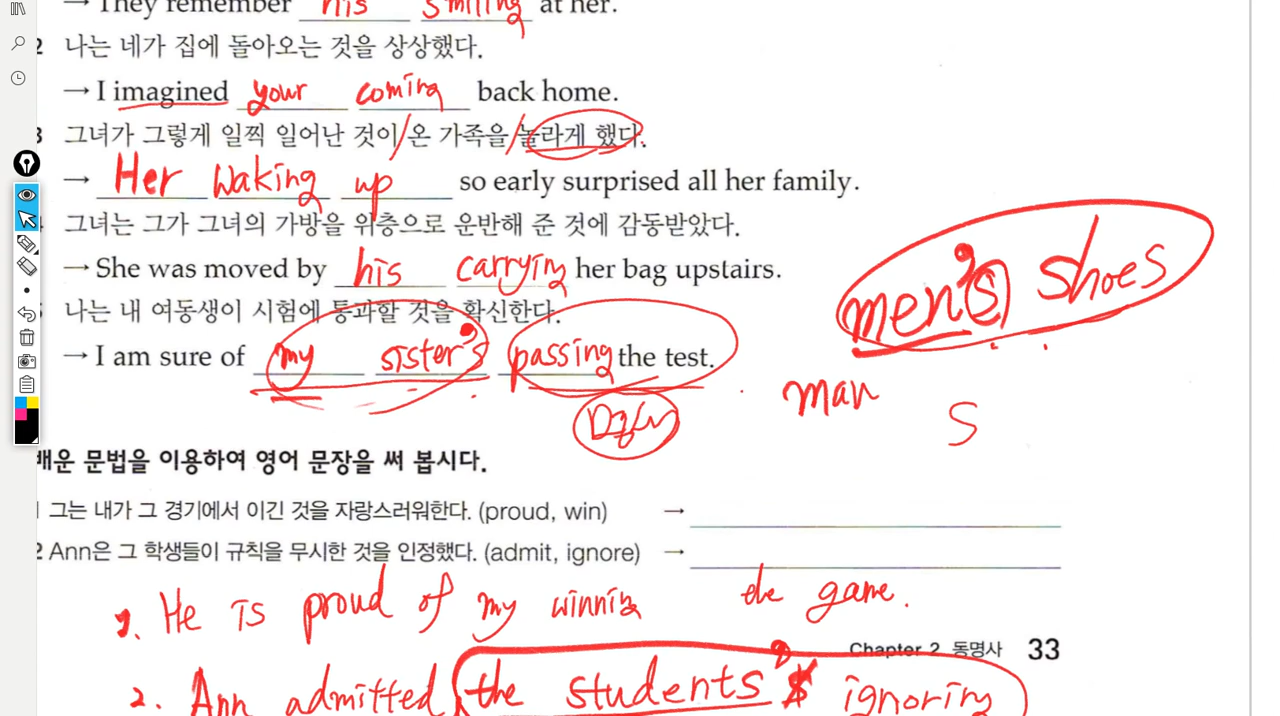 → They remember his smiling at her.
2 나는 네가 집에 돌아오는 것을 상상했다.
→ I imagined your coming back home.
3 그녀가 그렇게 일찍 일어난 것이/온 가족을/놀라게 했다.
→ Her waking up so early surprised all her family.
그녀는 그가 그녀의 가방을 위층으로 운반해 준 것에 감동받았다.
men's shoes
→ She was moved by his carrying her bag upstairs.
나는 내 여동생이 시험에 통과할 것을 확신한다.
→ I am sure of my sister's passing the test.
man
S
배운 문법을 이용하여 영어 문장을 써 봅시다.
1 그는 내가 그 경기에서 이긴 것을 자랑스러워한다. (proud, win) →
2 Ann은 그 학생들이 규칙을 무시한 것을 인정했다. (admit, ignore) →
1. He is proud of my winnin the game.
Chapter 2 동명사 33
2. Ann admitted the students' ignoring